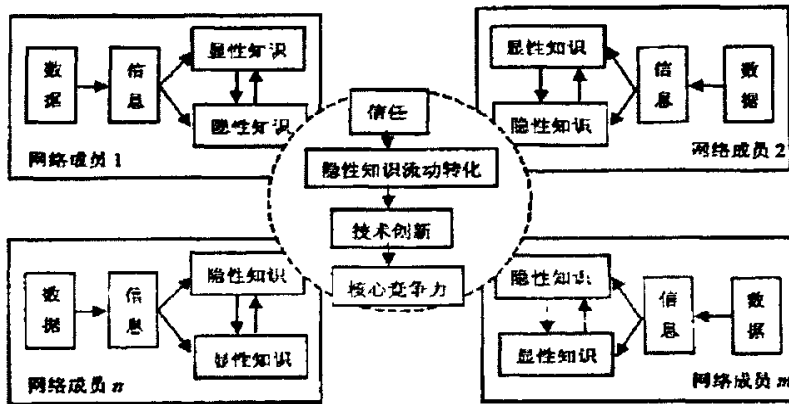 数据
信息
显性知识
隐性知识
网络成员 1
显性知识
隐性知识
信息
数据
网络成员 2
信任
隐性知识流动转化
技术创新
核心竞争力
数据
信息
隐性知识
显性知识
网络成员 n
隐性知识
显性知识
信息
数据
网络成员 m